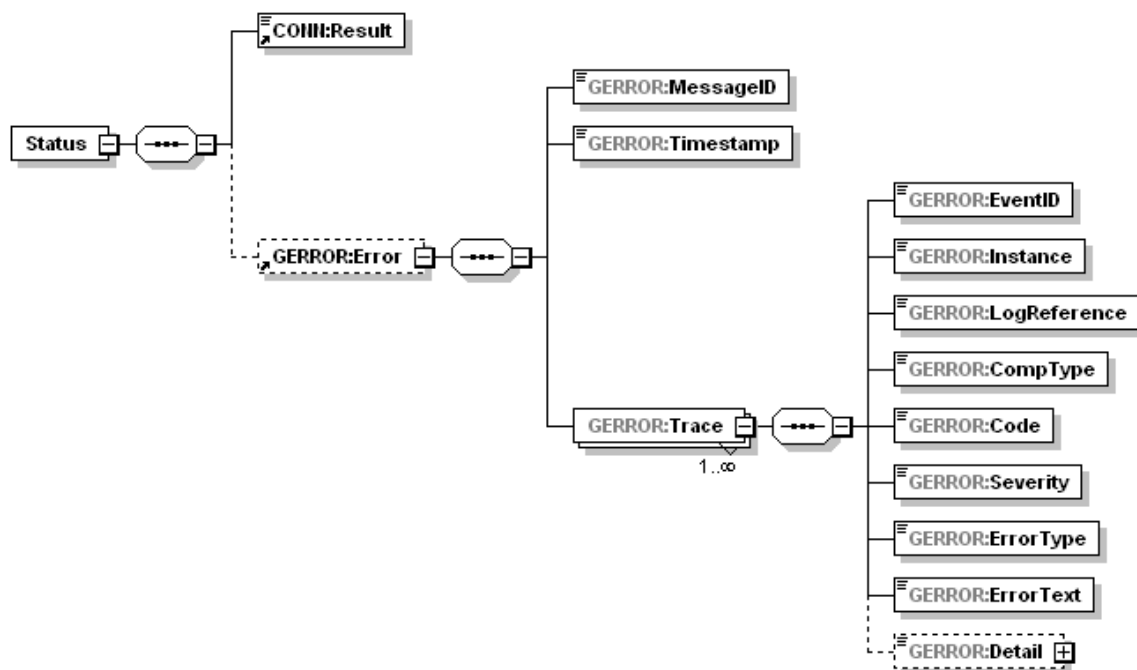 CONN:Result
GERROR:MessageID
Status
GERROR:Timestamp
GERROR:EventID
GERROR:Error
GERROR:Instance
GERROR:LogReference
GERROR:CompType
GERROR:Trace
GERROR:Code
1..∞
GERROR:Severity
GERROR:ErrorType
GERROR:ErrorText
GERROR:Detail